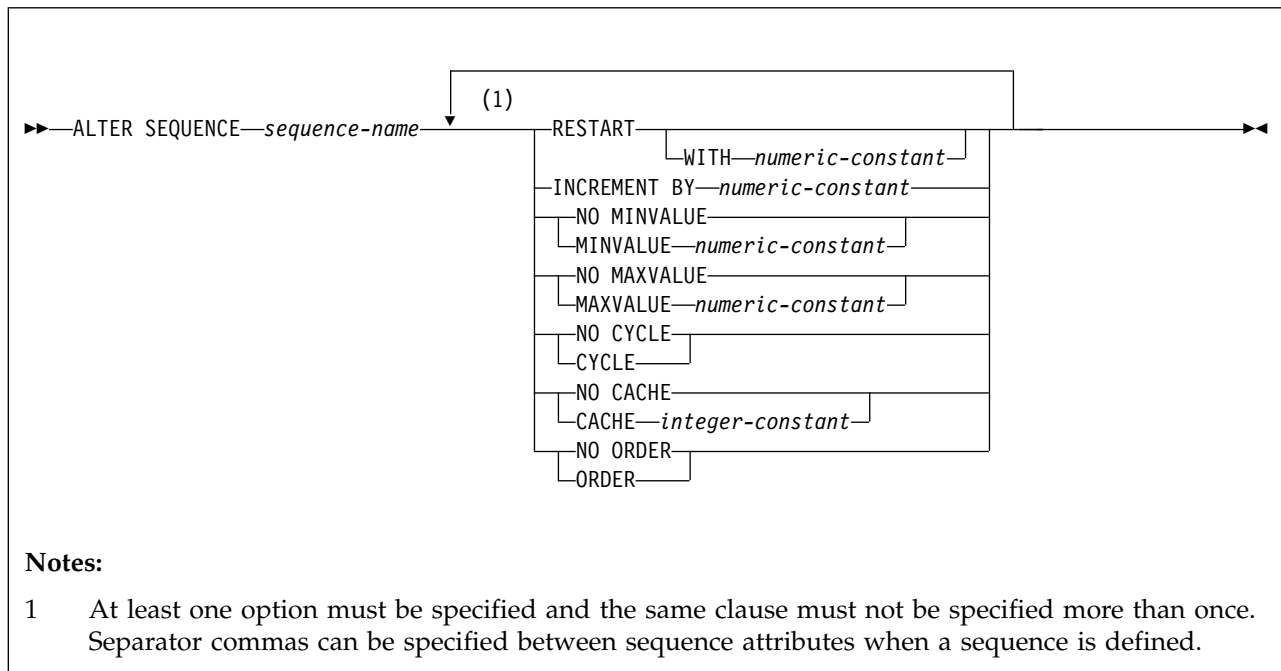 (1)
ALTER SEQUENCE sequence-name RESTART
WITH numeric-constant
INCREMENT BY numeric-constant
NO MINVALUE
MINVALUE numeric-constant
NO MAXVALUE
MAXVALUE numeric-constant
NO CYCLE
CYCLE
NO CACHE
CACHE integer-constant
NO ORDER
ORDER
Notes:
1 At least one option must be specified and the same clause must not be specified more than once.
Separator commas can be specified between sequence attributes when a sequence is defined.